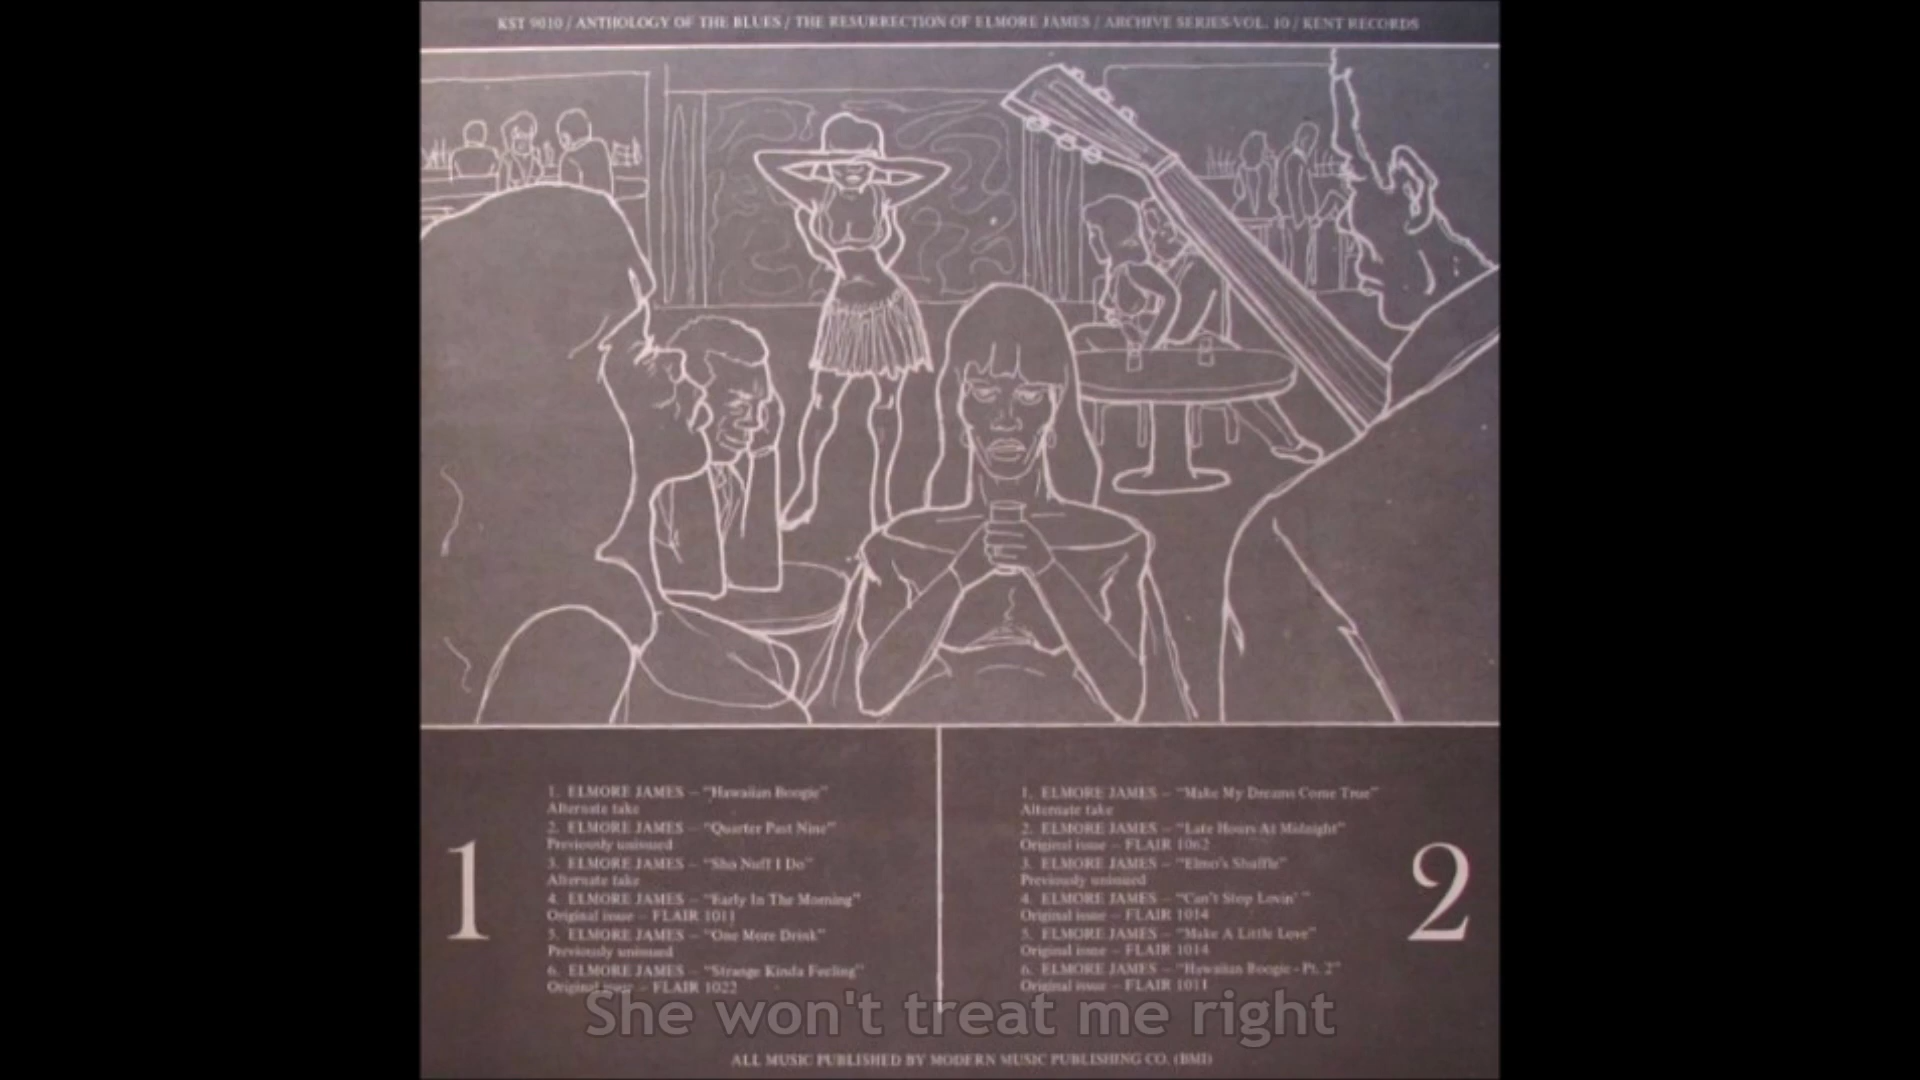 KST 9010 / ANTHOLOGY OF THE BLUES / THE RESURRECTION OF ELMORE JAMES / ARCHIVE SERIES-VOL. 10 / KENT RECORDS
1
1. ELMORE JAMES – "Hawaiian Boogie"
Alternate take
2. ELMORE JAMES – "Quarter Past Nine"
Previously unissued
3. ELMORE JAMES – "Sho Nuff I Do"
Alternate take
4. ELMORE JAMES – "Early In The Morning"
Original issue – FLAIR 1011
5. ELMORE JAMES – "One More Drink"
Previously unissued
6. ELMORE JAMES – "Strange Kinda Feeling"
Original issue – FLAIR 1022
1. ELMORE JAMES – "Make My Dreams Come True"
Alternate take
2. ELMORE JAMES – "Late Hours At Midnight"
Original issue – FLAIR 1062
3. ELMORE JAMES – "Elmo's Shuffle"
Previously unissued
4. ELMORE JAMES – "Can't Stop Lovin' "
Original issue – FLAIR 1014
5. ELMORE JAMES – "Make A Little Love"
Original issue – FLAIR 1014
6. ELMORE JAMES – "Hawaiian Boogie - Pt. 2"
Original issue – FLAIR 1011
2
She won't treat me right
ALL MUSIC PUBLISHED BY MODERN MUSIC PUBLISHING CO. (BMI)